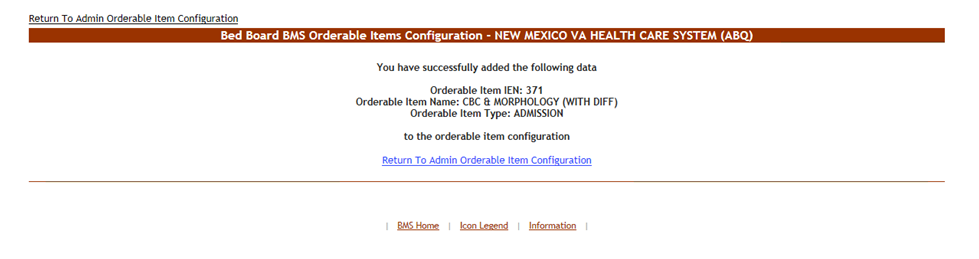 Return To Admin Orderable Item Configuration
Bed Board BMS Orderable Items Configuration - NEW MEXICO VA HEALTH CARE SYSTEM (ABQ)
You have successfully added the following data
Orderable Item IEN: 371
Orderable Item Name: CBC & MORPHOLOGY (WITH DIFF)
Orderable Item Type: ADMISSION
to the orderable item configuration
Return To Admin Orderable Item Configuration
| BMS Home | Icon Legend | Information |